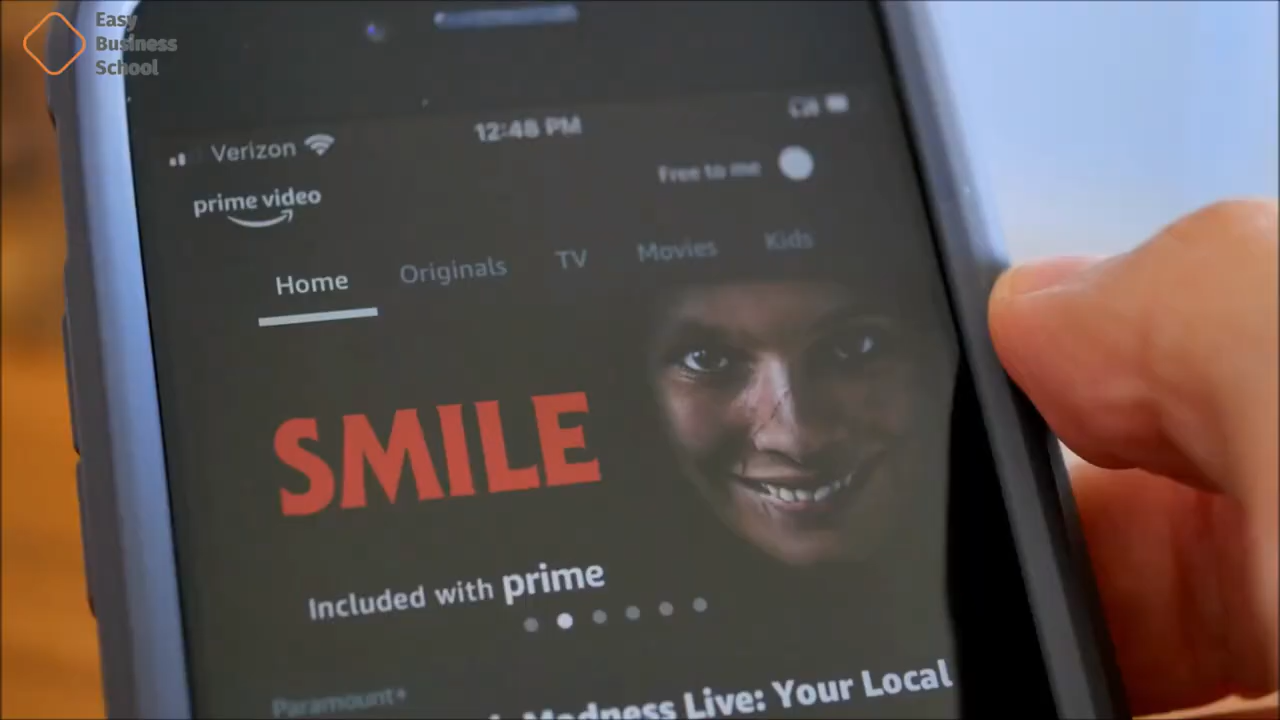 Easy
Business
School
Verizon
12:48 PM
prime video
Free to me
Home
Originals
TV
Movies
Kids
SMILE
Included with prime
Paramount+
Madness Live: Your Local